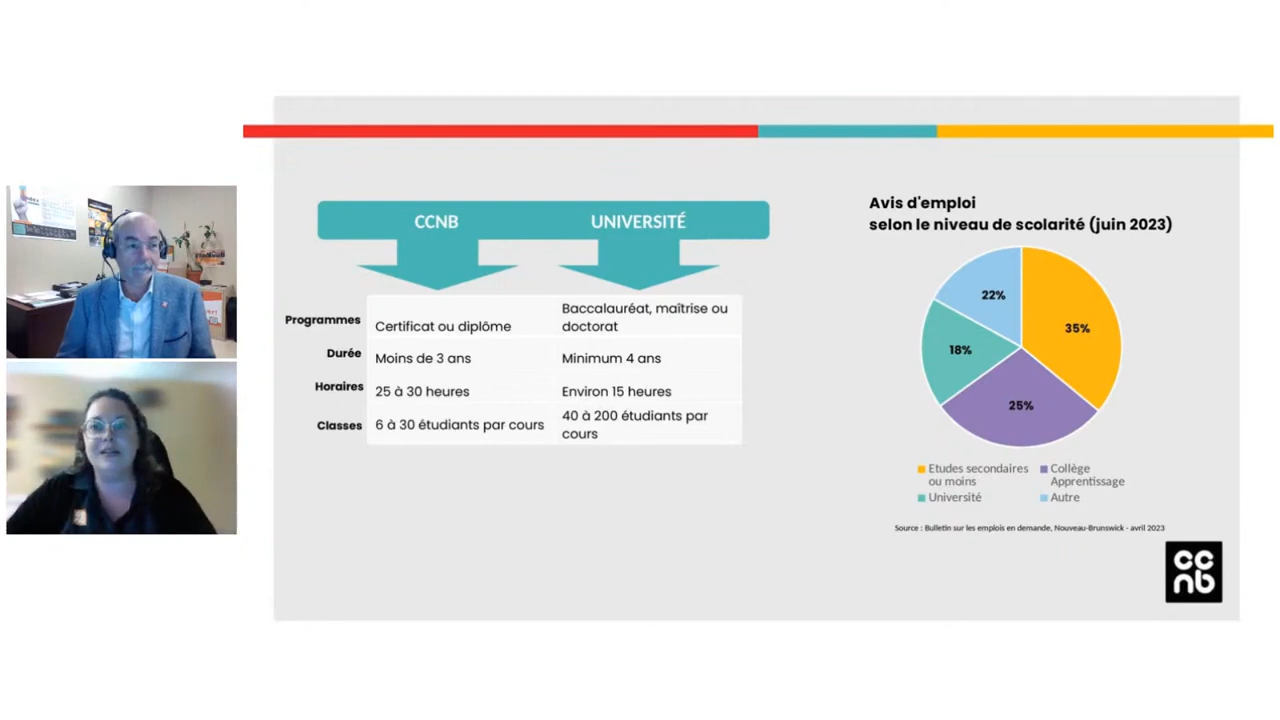 CCNB UNIVERSITÉ
Programmes
Certificat ou diplôme
Baccalauréat, maîtrise ou
doctorat
Durée
Moins de 3 ans
Minimum 4 ans
Horaires
25 à 30 heures
Environ 15 heures
Classes
6 à 30 étudiants par cours
40 à 200 étudiants par
cours
Avis d'emploi
selon le niveau de scolarité (juin 2023)
22%
35%
18%
25%
Etudes secondaires
ou moins
Collège
Apprentissage
Université
Autre
Source : Bulletin sur les emplois en demande, Nouveau-Brunswick - avril 2023
cc
nb